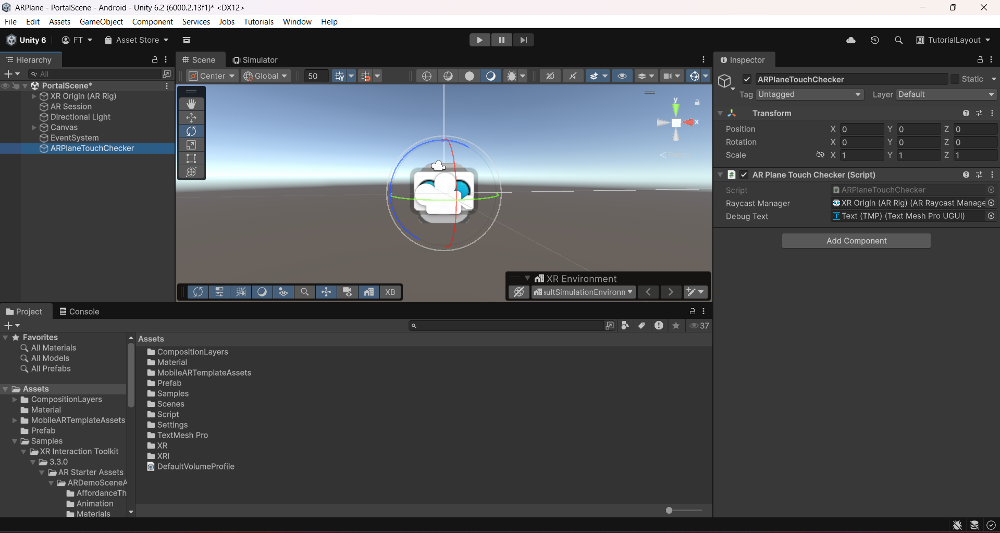 ARPlane - PortalScene - Android - Unity 6.2 (6000.2.13f1)* <DX12>
File Edit Assets GameObject Component Services Jobs Tutorials Window Help
Unity 6 FT Asset Store TutorialLayout
Hierarchy
All
PortalScene*
XR Origin (AR Rig)
AR Session
Directional Light
Canvas
EventSystem
ARPlaneTouchChecker
Scene Simulator
Center Global 50
y
x
Persp
XR Environment
aultSimulationEnvironn
XB
Inspector
ARPlaneTouchChecker Static
Tag Untagged Layer Default
Transform
Position X 0 Y 0 Z 0
Rotation X 0 Y 0 Z 0
Scale X 1 Y 1 Z 1
AR Plane Touch Checker (Script)
Script ARPlaneTouchChecker
Raycast Manager XR Origin (AR Rig) (AR Raycast Manage
Debug Text Text (TMP) (Text Mesh Pro UGUI)
Add Component
Project Console
37
Favorites
All Materials
All Models
All Prefabs
Assets
CompositionLayers
Material
MobileARTemplateAssets
Prefab
Samples
XR Interaction Toolkit
3.3.0
AR Starter Assets
ARDemoSceneA
AffordanceTh
Animation
Materials
Assets
CompositionLayers
Material
MobileARTemplateAssets
Prefab
Samples
Scenes
Script
Settings
TextMesh Pro
XR
XRI
DefaultVolumeProfile